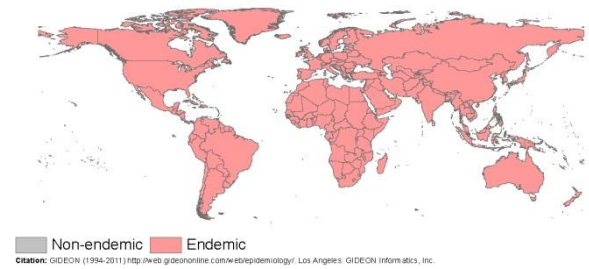 Non-endemic Endemic
Citation: GIDEON (1994-2011) http://web.gideononline.com/web/epidemiology/. Los Angeles: GIDEON Informatics, Inc.